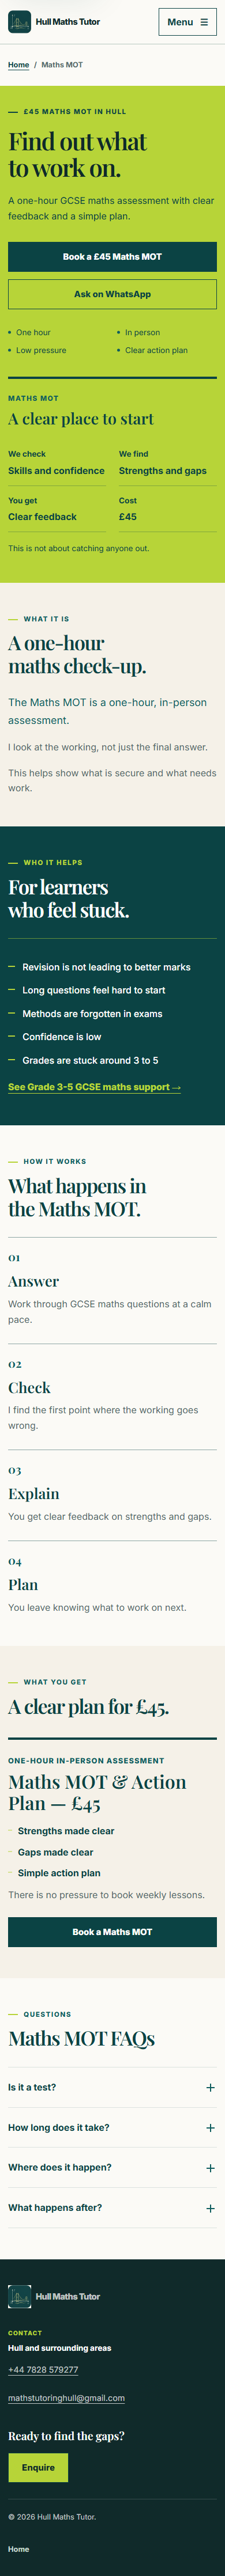 Hull Maths Tutor
Menu
Home / Maths MOT
£45 MATHS MOT IN HULL
Find out what
to work on.
A one-hour GCSE maths assessment with clear
feedback and a simple plan.
Book a £45 Maths MOT
Ask on WhatsApp
One hour
In person
Low pressure
Clear action plan
MATHS MOT
A clear place to start
We check
Skills and confidence
We find
Strengths and gaps
You get
Clear feedback
Cost
£45
This is not about catching anyone out.
WHAT IT IS
A one-hour
maths check-up.
The Maths MOT is a one-hour, in-person
assessment.
I look at the working, not just the final answer.
This helps show what is secure and what needs
work.
WHO IT HELPS
For learners
who feel stuck.
Revision is not leading to better marks
Long questions feel hard to start
Methods are forgotten in exams
Confidence is low
Grades are stuck around 3 to 5
See Grade 3-5 GCSE maths support →
HOW IT WORKS
What happens in
the Maths MOT.
01
Answer
Work through GCSE maths questions at a calm
pace.
02
Check
I find the first point where the working goes
wrong.
03
Explain
You get clear feedback on strengths and gaps.
04
Plan
You leave knowing what to work on next.
WHAT YOU GET
A clear plan for £45.
ONE-HOUR IN-PERSON ASSESSMENT
Maths MOT & Action
Plan — £45
Strengths made clear
Gaps made clear
Simple action plan
There is no pressure to book weekly lessons.
Book a Maths MOT
QUESTIONS
Maths MOT FAQs
Is it a test?
How long does it take?
Where does it happen?
What happens after?
Hull Maths Tutor
CONTACT
Hull and surrounding areas
+44 7828 579277
mathstutoringhull@gmail.com
Ready to find the gaps?
Enquire
© 2026 Hull Maths Tutor.
Home